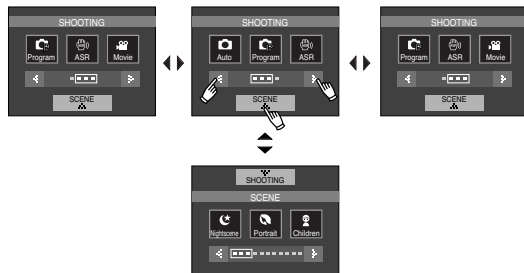 SHOOTING
Program ASR Movie
SCENE
SHOOTING
Auto Program ASR
SCENE
SHOOTING
Program ASR Movie
SCENE
SHOOTING
SCENE
Nightscene Portrait Children